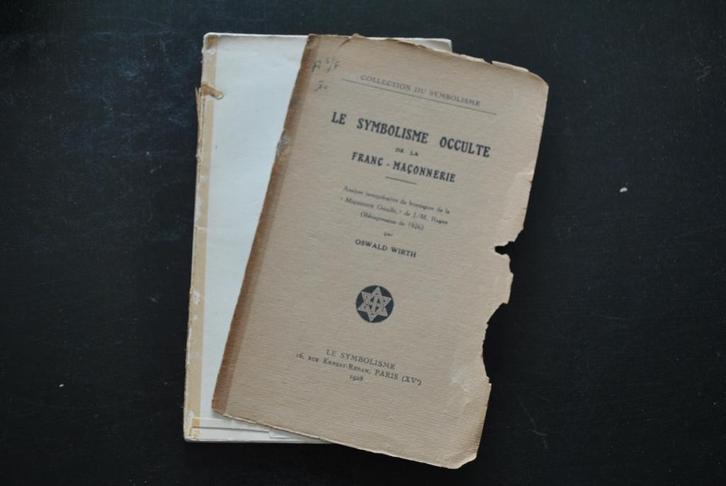 COLLECTION DU SYMBOLISME
LE SYMBOLISME OCCULTE
DE LA
FRANC-MAÇONNERIE
Analyse interprétative du frontispice de la
« Maçonnerie Occulte » de J.-M. Ragon
(Réimpression de 1926)
par
OSWALD WIRTH
LE SYMBOLISME
16, RUE ERNEST-RENAN, PARIS (XVe)
1928